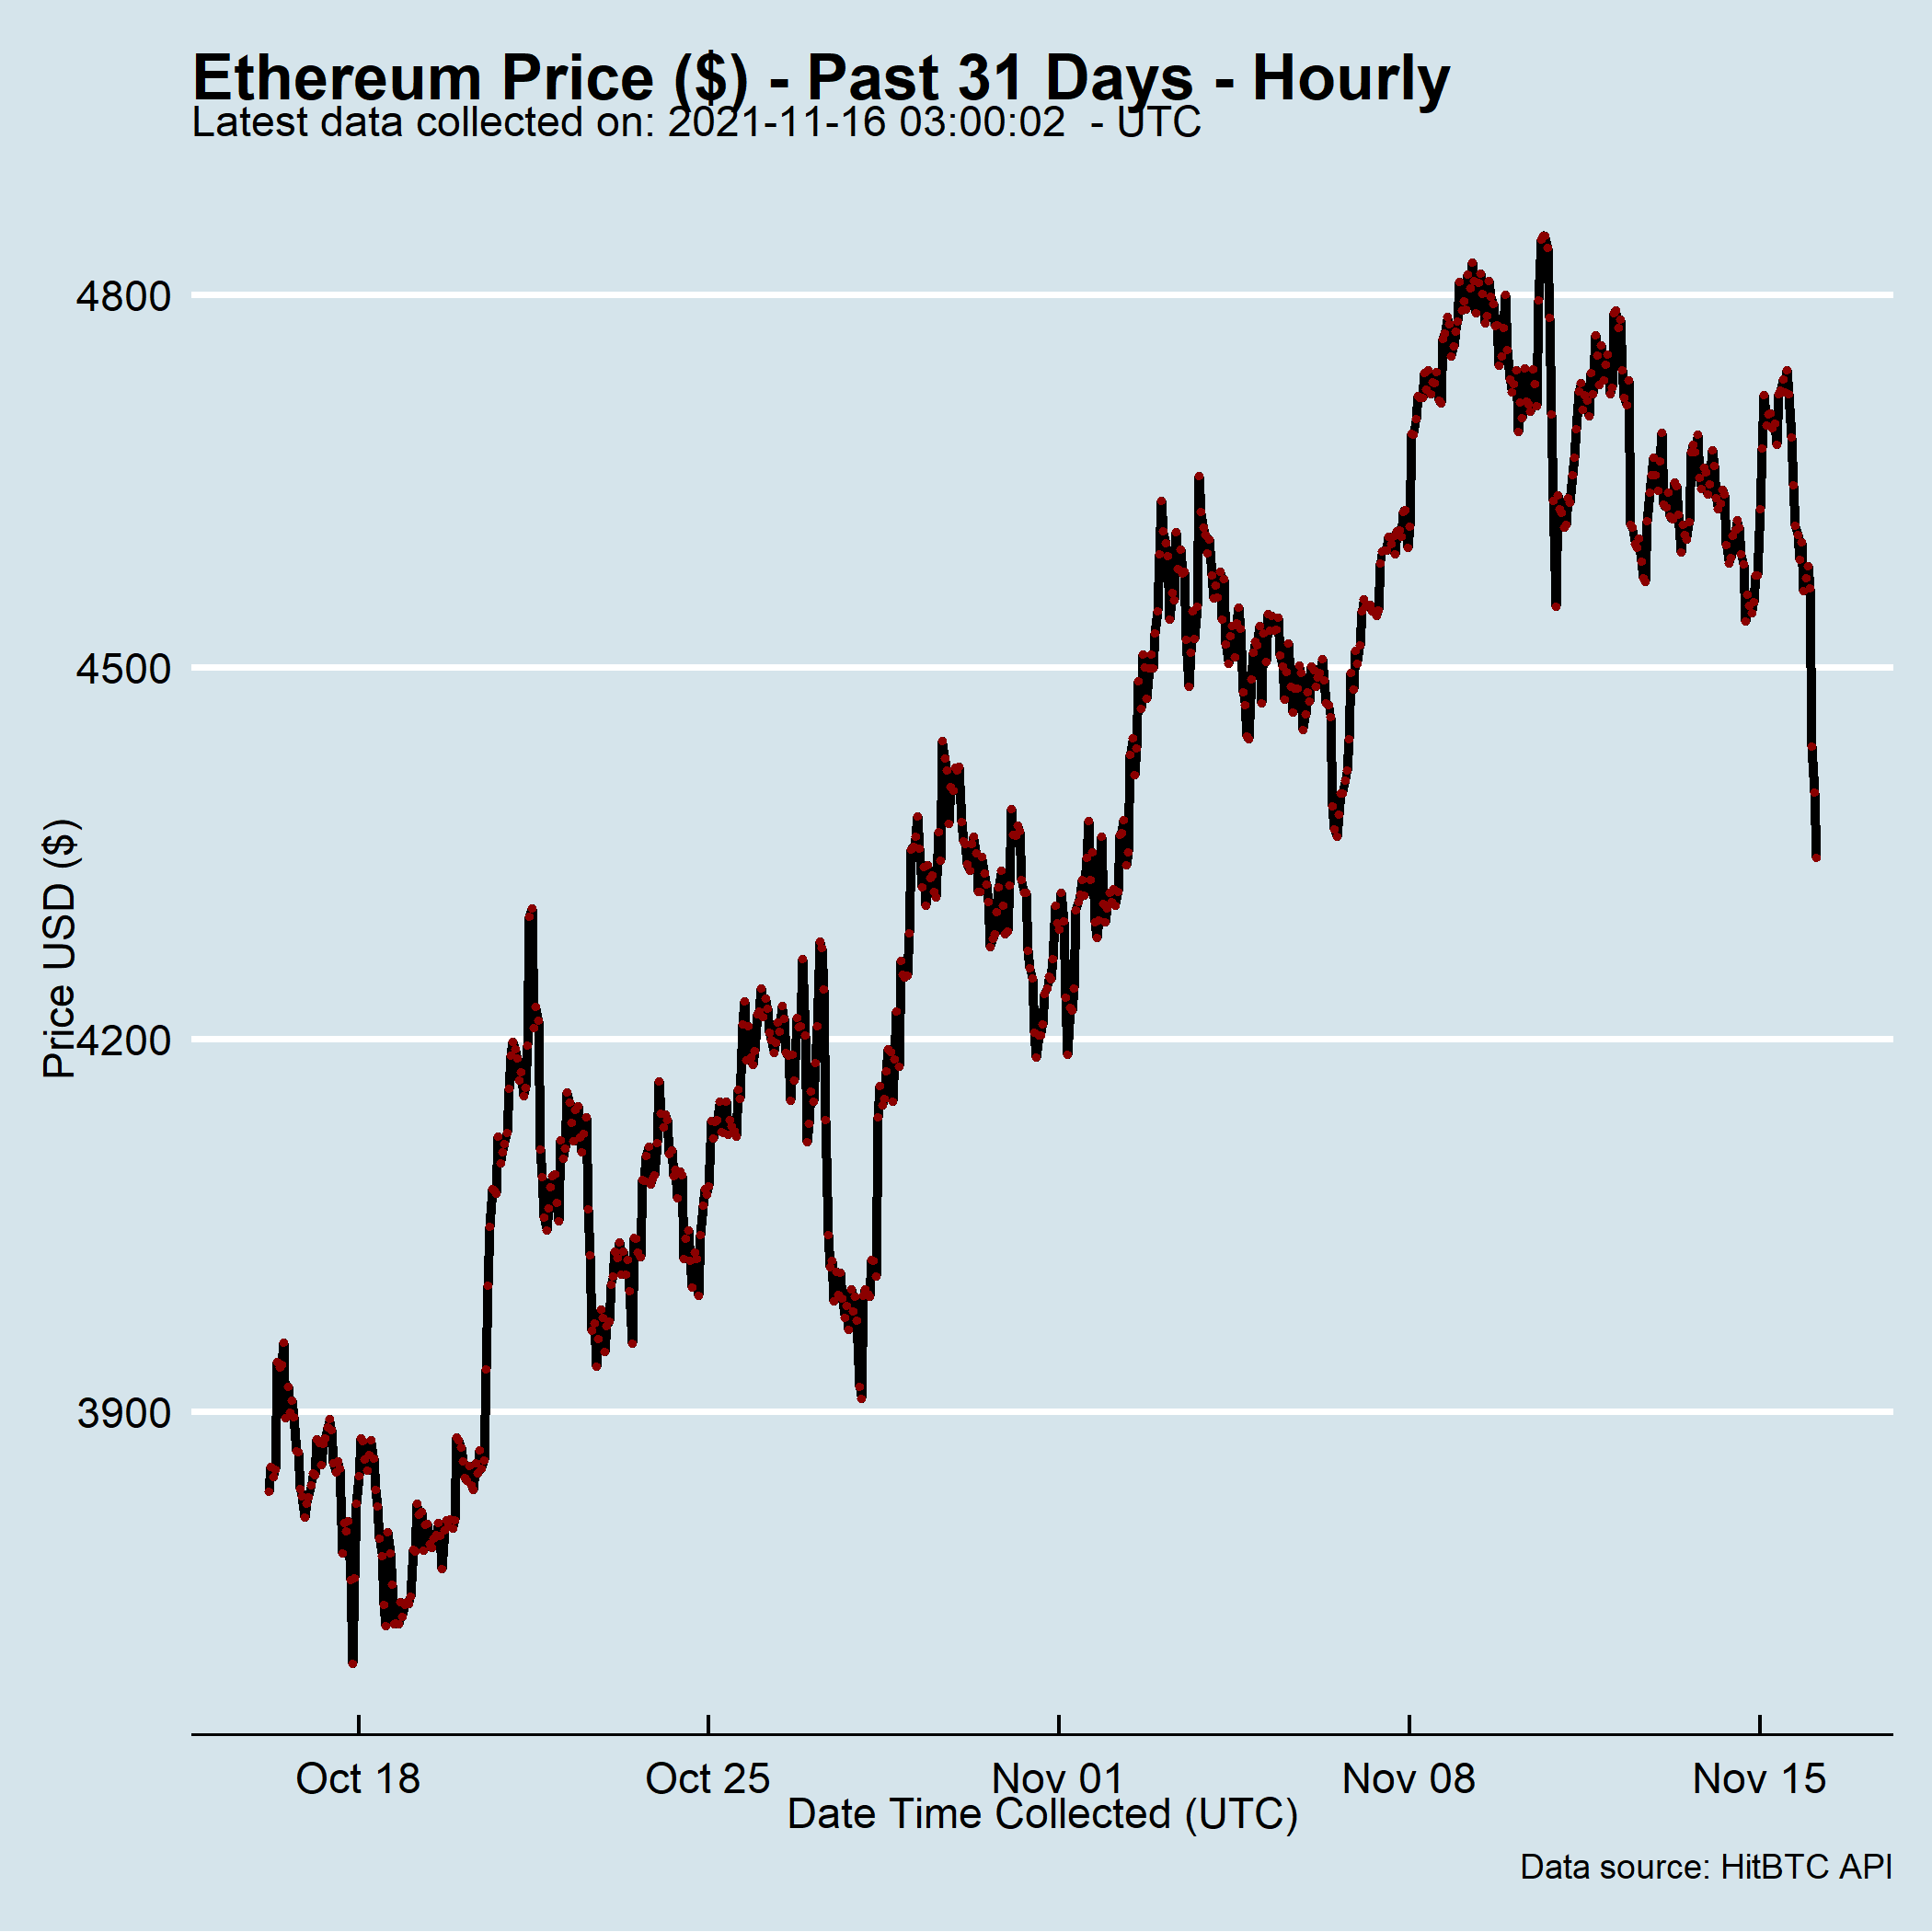 Ethereum Price ($) - Past 31 Days - Hourly
Latest data collected on: 2021-11-16 03:00:02  - UTC
4800
4500
4200
3900
Price USD ($)
Oct 18
Oct 25
Nov 01
Nov 08
Nov 15
Date Time Collected (UTC)
Data source: HitBTC API